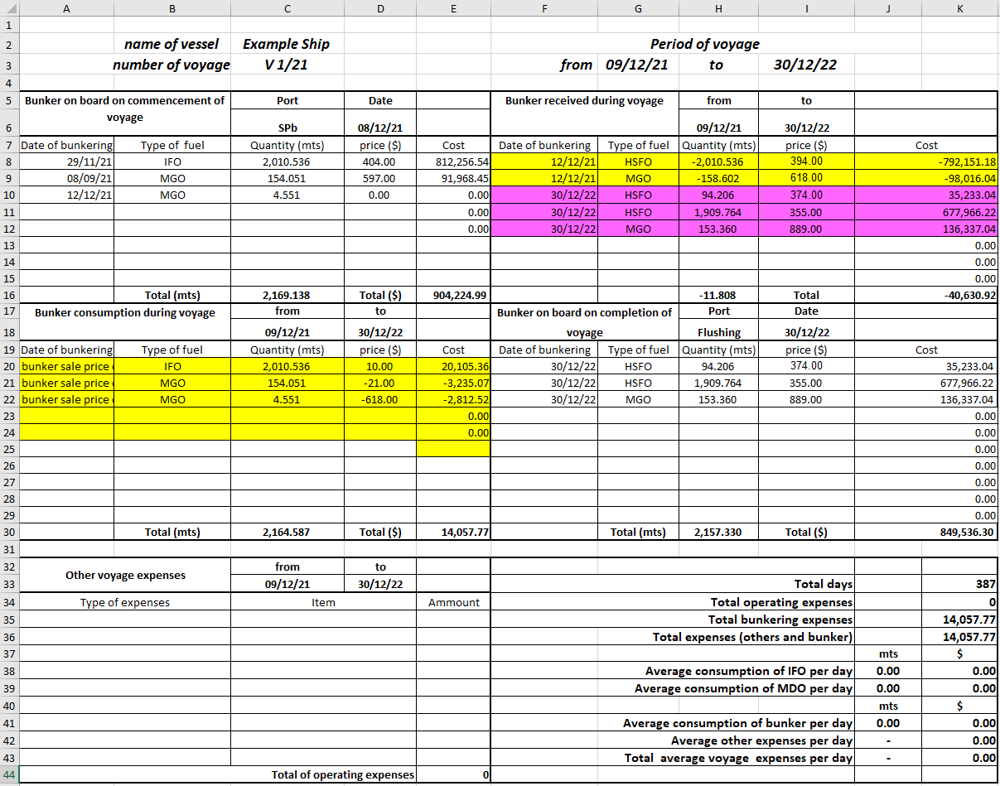 A B C D E F G H I J K
1
2 name of vessel Example Ship Period of voyage
3 number of voyage V 1/21 from 09/12/21 to 30/12/22
4
5 Bunker on board on commencement of voyage Port Date Bunker received during voyage from to
6 SPb 08/12/21 09/12/21 30/12/22
7 Date of bunkering Type of fuel Quantity (mts) price ($) Cost Date of bunkering Type of fuel Quantity (mts) price ($) Cost
8 29/11/21 IFO 2,010.536 404.00 812,256.54 12/12/21 HSFO -2,010.536 394.00 -792,151.18
9 08/09/21 MGO 154.051 597.00 91,968.45 12/12/21 MGO -158.602 618.00 -98,016.04
10 12/12/21 MGO 4.551 0.00 0.00 30/12/22 HSFO 94.206 374.00 35,233.04
11 0.00 30/12/22 HSFO 1,909.764 355.00 677,966.22
12 0.00 30/12/22 MGO 153.360 889.00 136,337.04
13 0.00
14 0.00
15 0.00
16 Total (mts) 2,169.138 Total ($) 904,224.99 -11.808 Total -40,630.92
17 Bunker consumption during voyage from to Bunker on board on completion of voyage Port Date
18 09/12/21 30/12/22 Flushing 30/12/22
19 Date of bunkering Type of fuel Quantity (mts) price ($) Cost Date of bunkering Type of fuel Quantity (mts) price ($) Cost
20 bunker sale price IFO 2,010.536 10.00 20,105.36 30/12/22 HSFO 94.206 374.00 35,233.04
21 bunker sale price MGO 154.051 -21.00 -3,235.07 30/12/22 HSFO 1,909.764 355.00 677,966.22
22 bunker sale price MGO 4.551 -618.00 -2,812.52 30/12/22 MGO 153.360 889.00 136,337.04
23 0.00 0.00
24 0.00 0.00
25 0.00
26 0.00
27 0.00
28 0.00
29 0.00
30 Total (mts) 2,164.587 Total ($) 14,057.77 Total (mts) 2,157.330 Total ($) 849,536.30
31
32 Other voyage expenses from to
33 09/12/21 30/12/22 Total days 387
34 Type of expenses Item Ammount Total operating expenses 0
35 Total bunkering expenses 14,057.77
36 Total expenses (others and bunker) 14,057.77
37 mts $
38 Average consumption of IFO per day 0.00 0.00
39 Average consumption of MDO per day 0.00 0.00
40 mts $
41 Average consumption of bunker per day 0.00 0.00
42 Average other expenses per day - 0.00
43 Total average voyage expenses per day - 0.00
44 Total of operating expenses 0